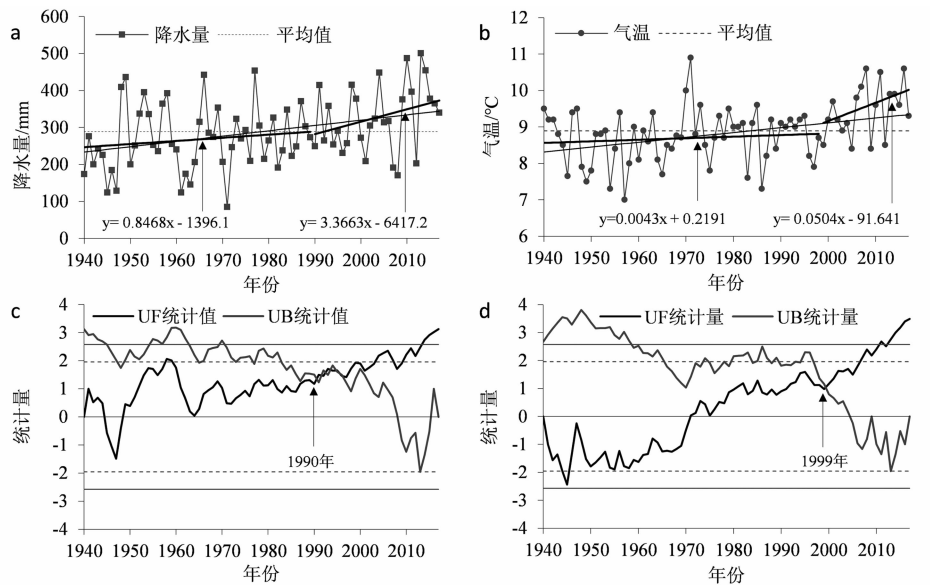 a
降水量 平均值
600
500
400
300
200
100
0
降水量/mm
y= 0.8468x - 1396.1
y= 3.3663x - 6417.2
1940 1950 1960 1970 1980 1990 2000 2010
年份
b
气温 平均值
12
11
10
9
8
7
6
气温/°C
y=0.0043x + 0.2191
y= 0.0504x - 91.641
1940 1950 1960 1970 1980 1990 2000 2010
年份
c
UF统计值 UB统计值
4
3
2
1
0
-1
-2
-3
-4
统计量
1990年
1940 1950 1960 1970 1980 1990 2000 2010
年份
d
UF统计量 UB统计量
4
3
2
1
0
-1
-2
-3
-4
统计量
1999年
1940 1950 1960 1970 1980 1990 2000 2010
年份